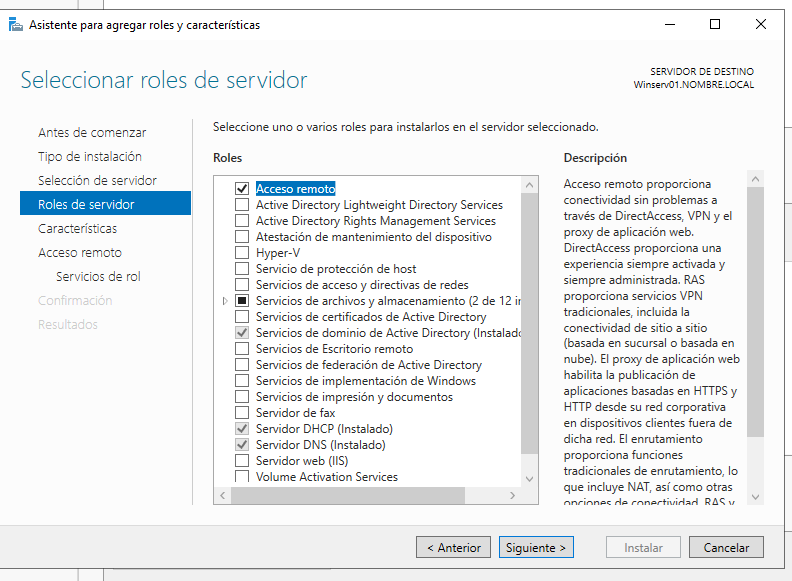 Asistente para agregar roles y características
Seleccionar roles de servidor
SERVIDOR DE DESTINO
Winserv01.NOMBRE.LOCAL
Antes de comenzar
Tipo de instalación
Selección de servidor
Roles de servidor
Características
Acceso remoto
Servicios de rol
Confirmación
Resultados
Seleccione uno o varios roles para instalarlos en el servidor seleccionado.
Roles
Acceso remoto
Active Directory Lightweight Directory Services
Active Directory Rights Management Services
Atestación de mantenimiento del dispositivo
Hyper-V
Servicio de protección de host
Servicios de acceso y directivas de redes
Servicios de archivos y almacenamiento (2 de 12 in
Servicios de certificados de Active Directory
Servicios de dominio de Active Directory (Instalado
Servicios de Escritorio remoto
Servicios de federación de Active Directory
Servicios de implementación de Windows
Servicios de impresión y documentos
Servidor de fax
Servidor DHCP (Instalado)
Servidor DNS (Instalado)
Servidor web (IIS)
Volume Activation Services
Descripción
Acceso remoto proporciona
conectividad sin problemas a
través de DirectAccess, VPN y el
proxy de aplicación web.
DirectAccess proporciona una
experiencia siempre activada y
siempre administrada. RAS
proporciona servicios VPN
tradicionales, incluida la
conectividad de sitio a sitio
(basada en sucursal o basada en
nube). El proxy de aplicación web
habilita la publicación de
aplicaciones basadas en HTTPS y
HTTP desde su red corporativa
en dispositivos clientes fuera de
dicha red. El enrutamiento
proporciona funciones
tradicionales de enrutamiento, lo
que incluye NAT, así como otras
opciones de conectividad. RAS y
< Anterior
Siguiente >
Instalar
Cancelar